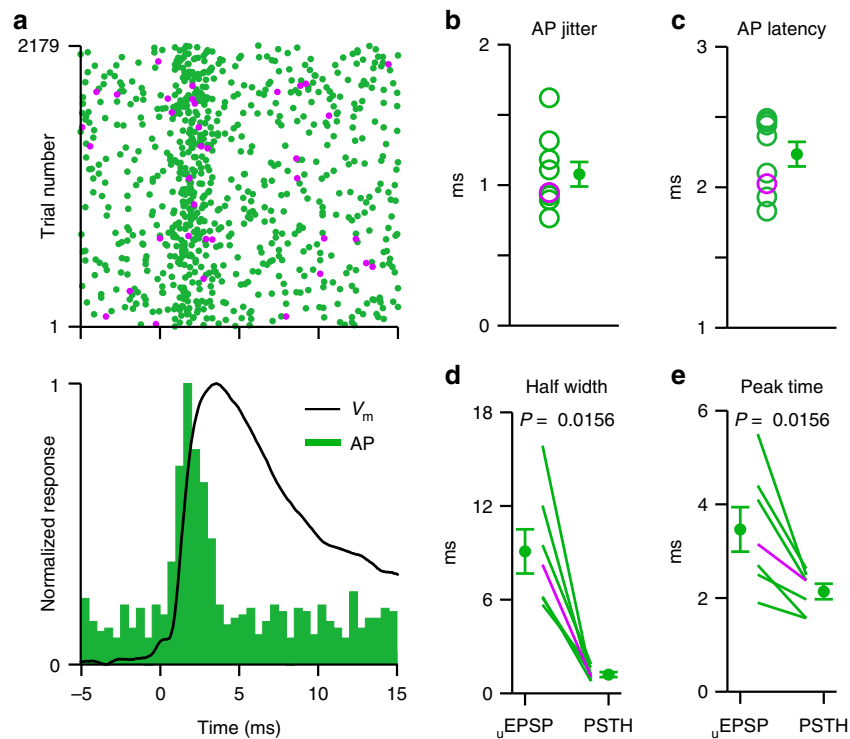 a
2179
Trial number
1
1
Normalized response
0
Vm
AP
–5
0
5
10
15
Time (ms)
b
AP jitter
2
ms
1
0
c
AP latency
3
ms
2
1
d
Half width
P = 0.0156
18
12
ms
6
0
uEPSP
PSTH
e
Peak time
P = 0.0156
6
4
ms
2
0
uEPSP
PSTH